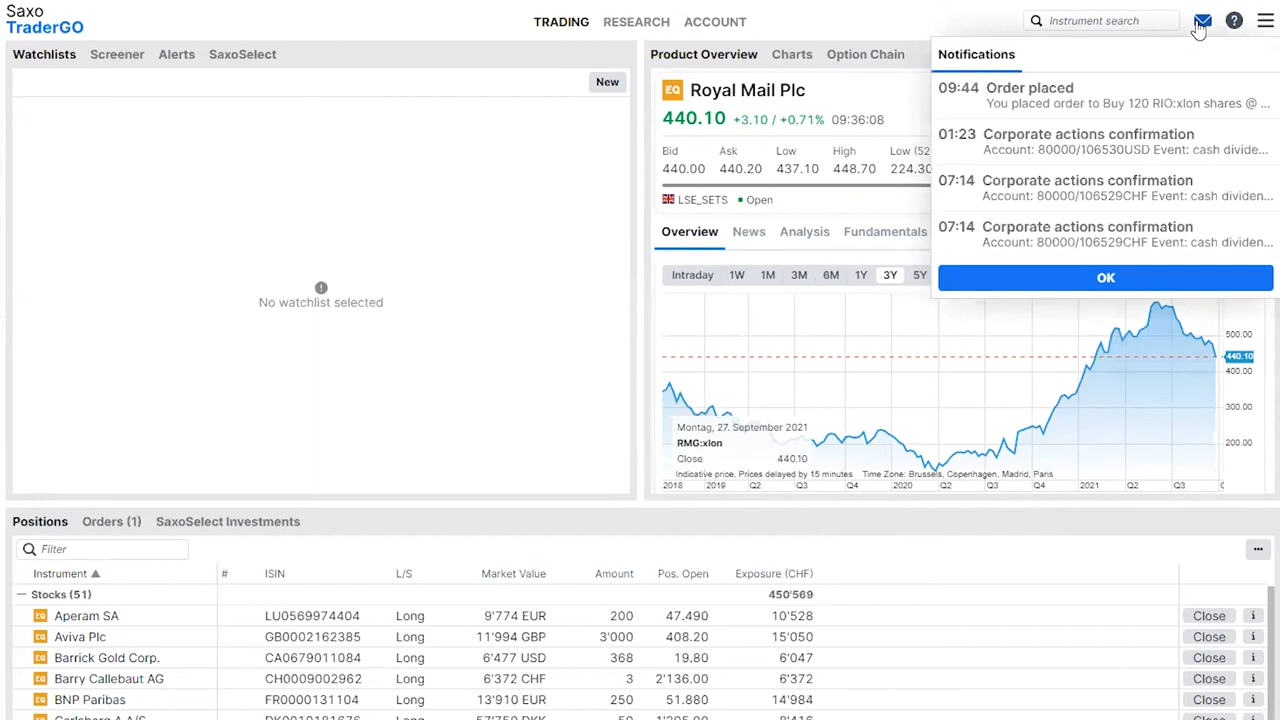 Saxo
TraderGO
TRADING RESEARCH ACCOUNT
Instrument search
?
Watchlists Screener Alerts SaxoSelect
New
No watchlist selected
Product Overview Charts Option Chain
EQ Royal Mail Plc
440.10 +3.10 / +0.71% 09:36:08
Bid Ask Low High Low (52
440.00 440.20 437.10 448.70 224.30
LSE_SETS Open
Overview News Analysis Fundamentals
Intraday 1W 1M 3M 6M 1Y 3Y 5Y
Notifications
09:44 Order placed
You placed order to Buy 120 RIO:xlon shares @ ...
01:23 Corporate actions confirmation
Account: 80000/106530USD Event: cash divide...
07:14 Corporate actions confirmation
Account: 80000/106529CHF Event: cash dividen...
07:14 Corporate actions confirmation
Account: 80000/106529CHF Event: cash dividen...
OK
500.00
440.10
400.00
300.00
200.00
Montag, 27. September 2021
RMG:xlon
Close 440.10
Indicative price. Prices delayed by 15 minutes Time Zone: Brussels, Copenhagen, Madrid, Paris
2018 2019 Q2 Q3 Q4 2020 Q2 Q3 Q4 2021 Q2 Q3
Positions Orders (1) SaxoSelect Investments
Filter
...
Instrument # ISIN L/S Market Value Amount Pos. Open Exposure (CHF)
Stocks (51) 450'569
EQ Aperam SA LU0569974404 Long 9'774 EUR 200 47.490 10'528 Close i
EQ Aviva Plc GB0002162385 Long 11'994 GBP 3'000 408.20 15'050 Close i
EQ Barrick Gold Corp. CA0679011084 Long 6'477 USD 368 19.80 6'047 Close i
EQ Barry Callebaut AG CH0009002962 Long 6'372 CHF 3 2'136.00 6'372 Close i
EQ BNP Paribas FR0000131104 Long 13'910 EUR 250 51.880 14'984 Close i